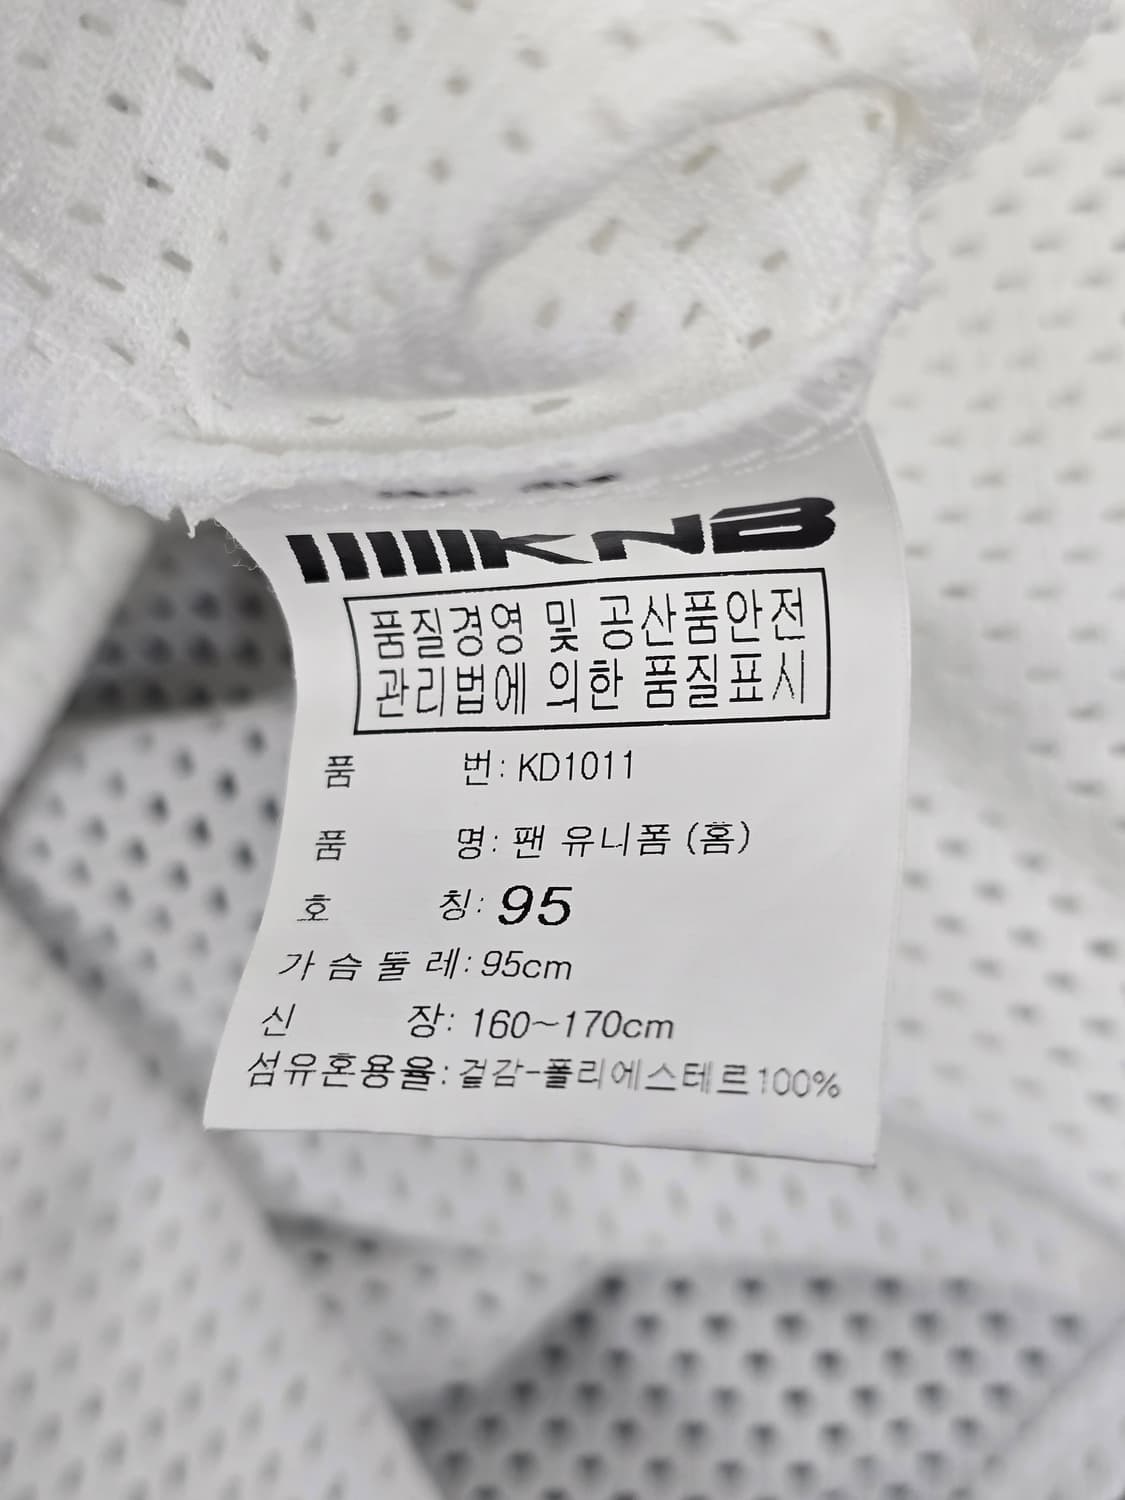 KNB
품질경영 및 공산품안전
관리법에 의한 품질표시
품 번: KD1011
품 명: 팬 유니폼 (홈)
호 칭: 95
가 슴 둘 레: 95cm
신 장: 160~170cm
섬유혼용율: 겉감-폴리에스테르100%